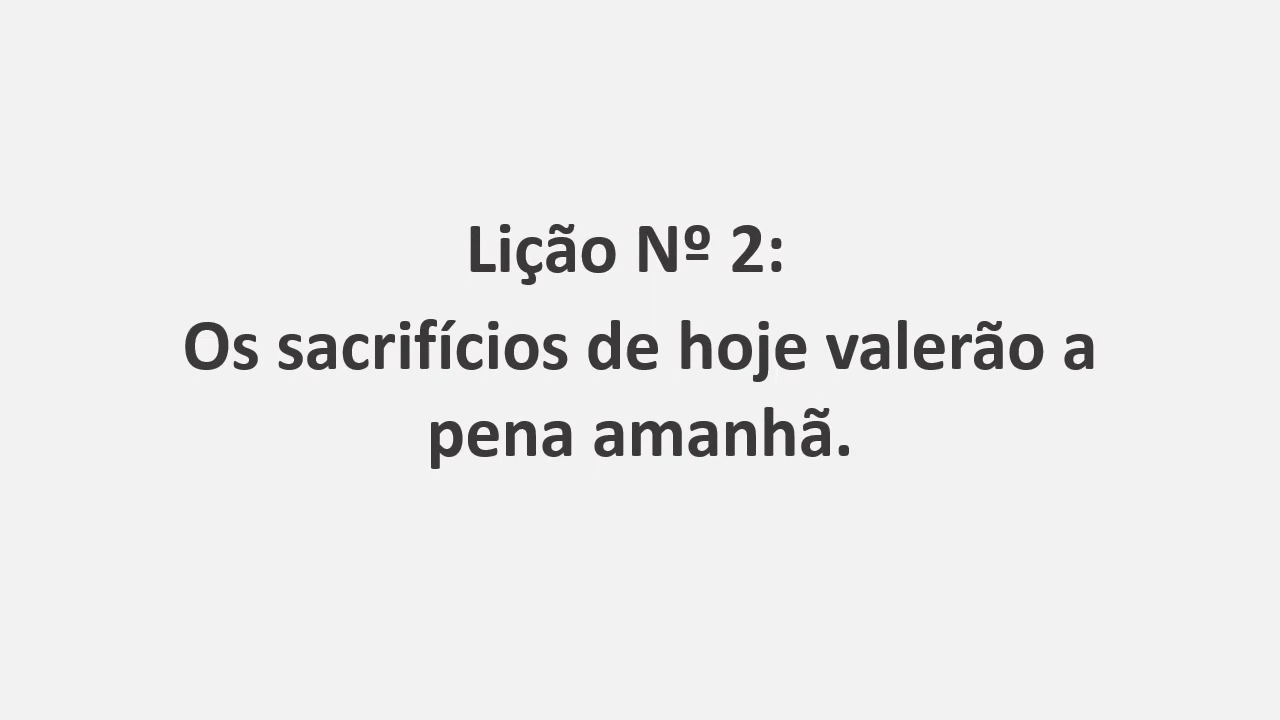 Lição Nº 2:
Os sacrifícios de hoje valerão a
pena amanhã.